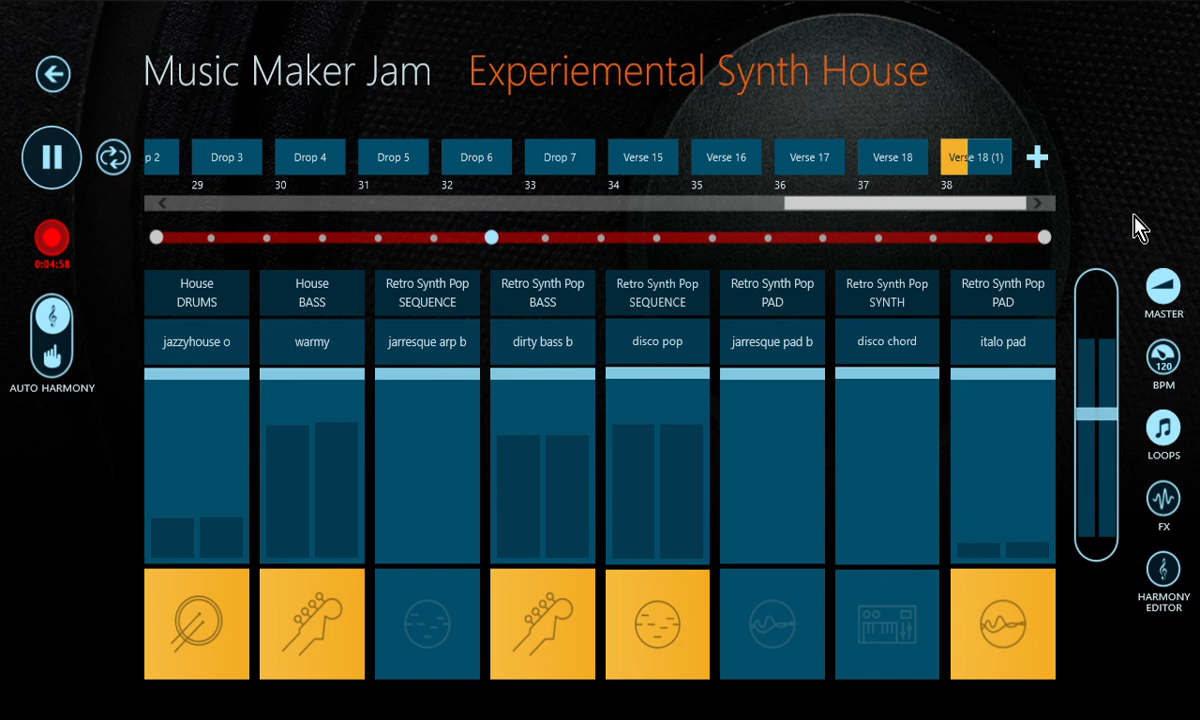 Music Maker Jam Experiemental Synth House
p 2 Drop 3 Drop 4 Drop 5 Drop 6 Drop 7 Verse 15 Verse 16 Verse 17 Verse 18 Verse 18 (1)
29 30 31 32 33 34 35 36 37 38
0:04:58
AUTO HARMONY
House Retro Synth Pop Retro Synth Pop Retro Synth Pop Retro Synth Pop Retro Synth Pop Retro Synth Pop
DRUMS
House
BASS
SEQUENCE
BASS
SEQUENCE
PAD
SYNTH
PAD
jazzyhouse o warmy jarresque arp b dirty bass b disco pop jarresque pad b disco chord italo pad
MASTER
120
BPM
LOOPS
FX
HARMONY
EDITOR